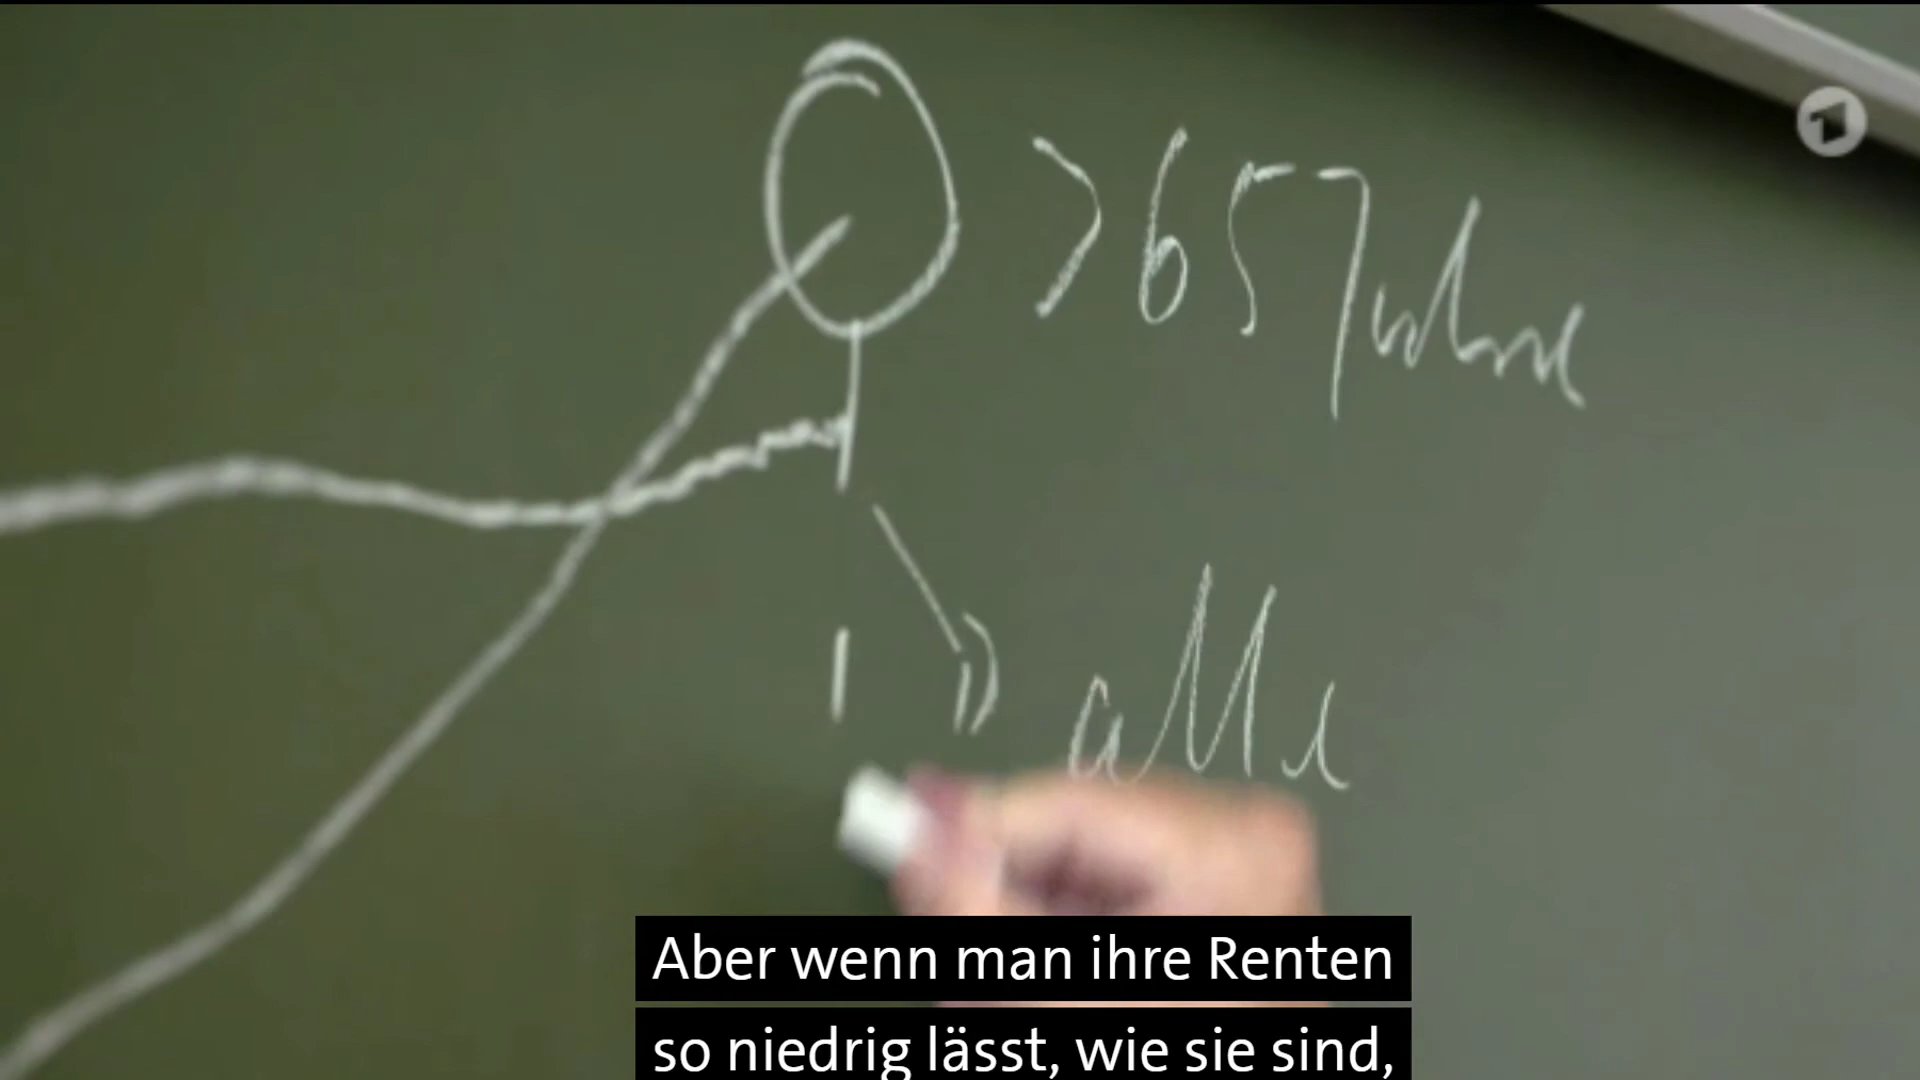 >65 Jahre
alle
Aber wenn man ihre Renten
so niedrig lässt, wie sie sind,